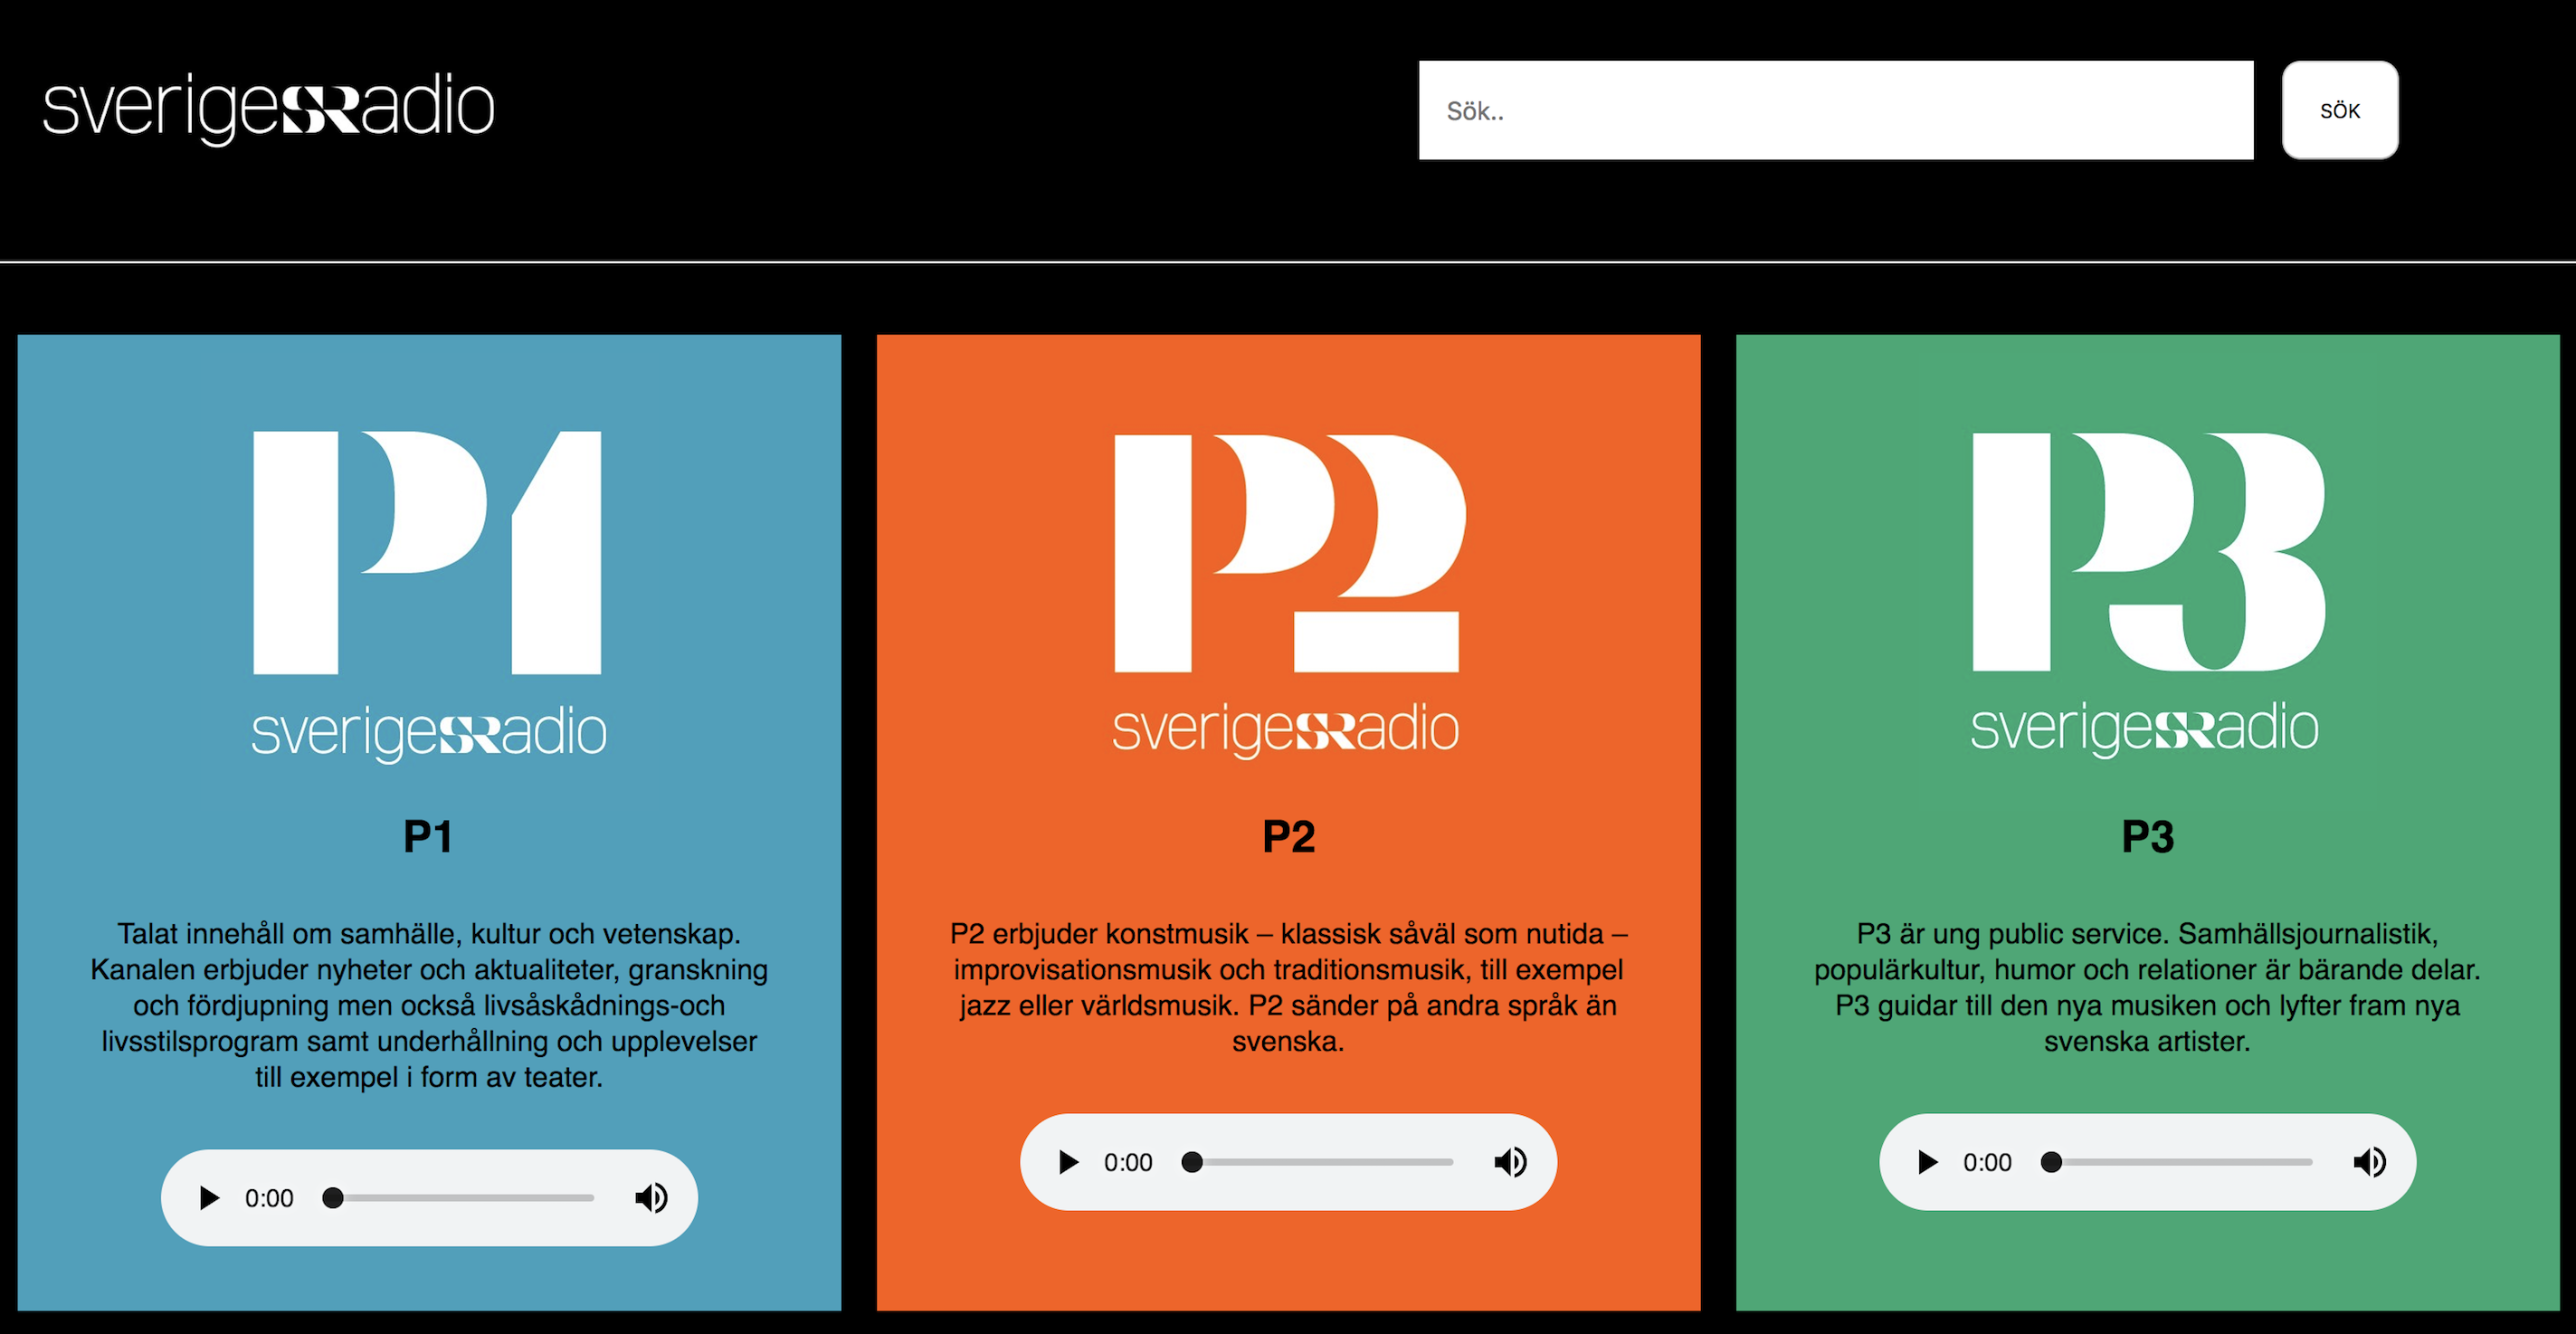 sverigeSRadio
Sök..
SÖK
P1
sverigeSRadio
P1
Talat innehåll om samhälle, kultur och vetenskap.
Kanalen erbjuder nyheter och aktualiteter, granskning
och fördjupning men också livsåskådnings-och
livsstilsprogram samt underhållning och upplevelser
till exempel i form av teater.
0:00
P2
sverigeSRadio
P2
P2 erbjuder konstmusik – klassisk såväl som nutida –
improvisationsmusik och traditionsmusik, till exempel
jazz eller världsmusik. P2 sänder på andra språk än
svenska.
0:00
P3
sverigeSRadio
P3
P3 är ung public service. Samhällsjournalistik,
populärkultur, humor och relationer är bärande delar.
P3 guidar till den nya musiken och lyfter fram nya
svenska artister.
0:00